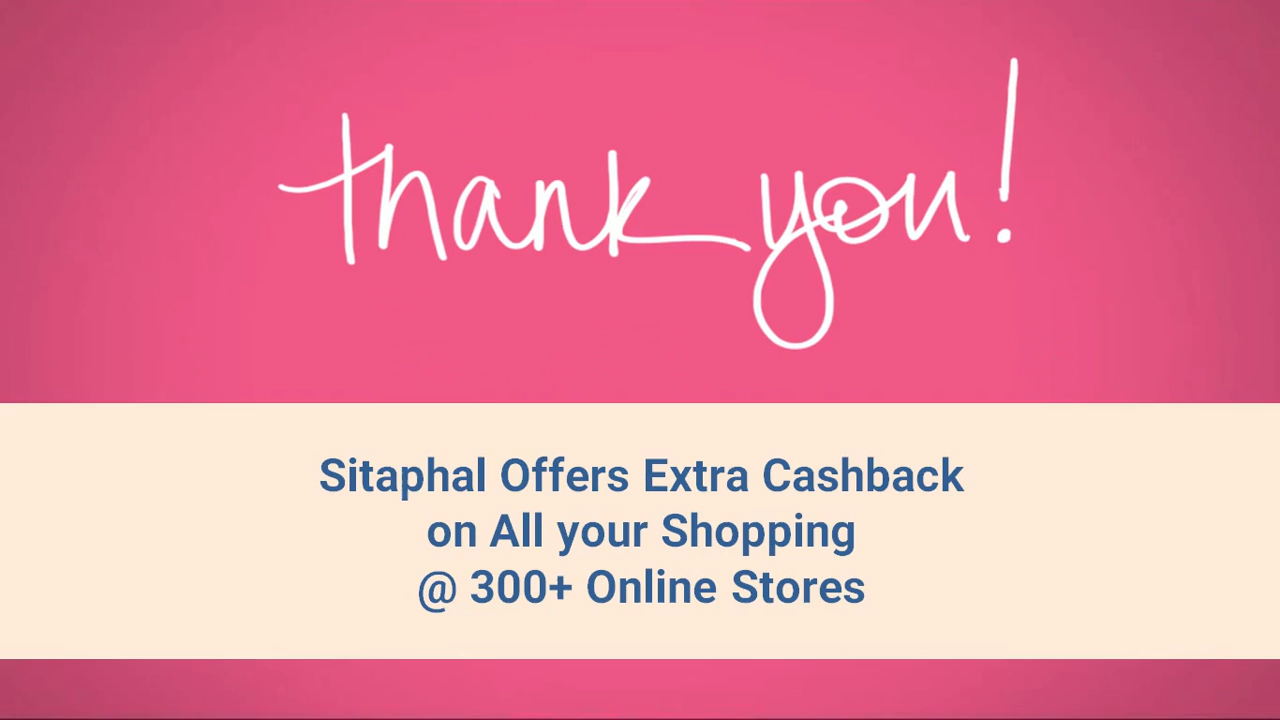 thank you!
Sitaphal Offers Extra Cashback
on All your Shopping
@ 300+ Online Stores